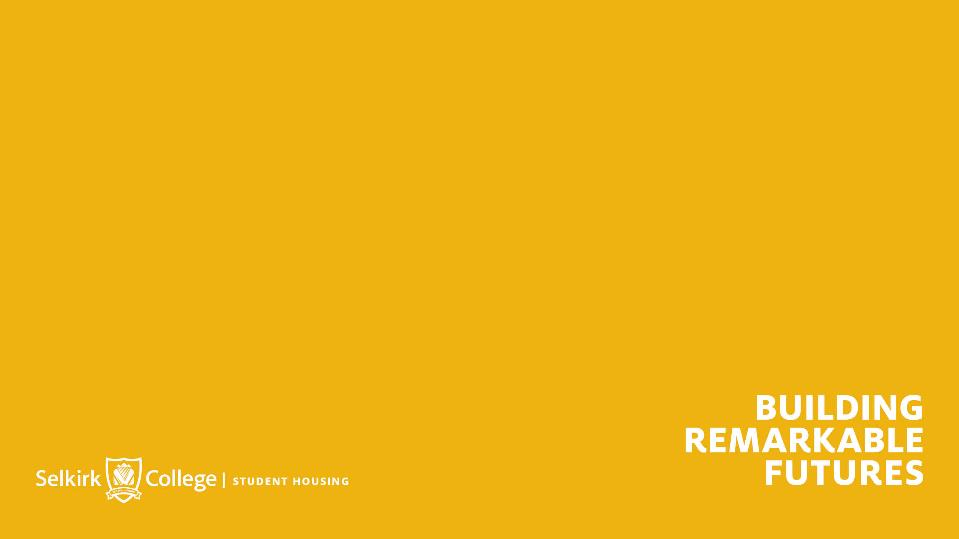 BUILDING
REMARKABLE
FUTURES
Selkirk College | STUDENT HOUSING